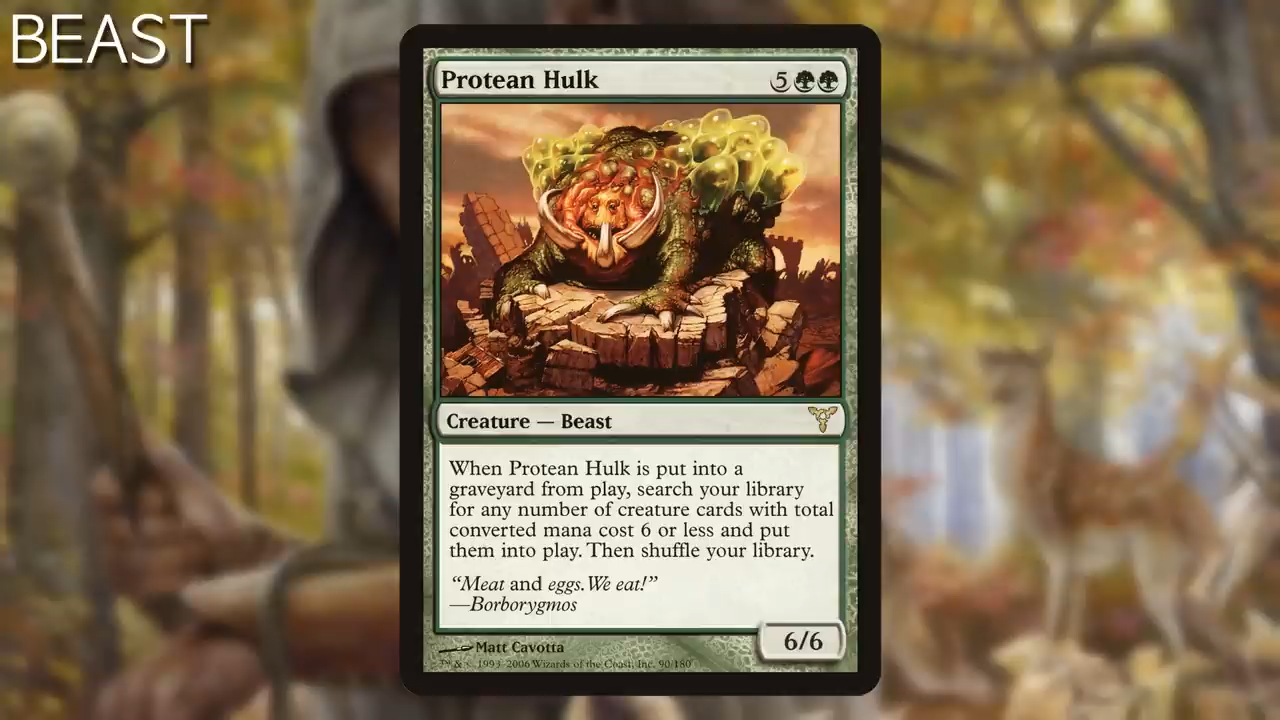 BEAST
Protean Hulk 5
Creature — Beast
When Protean Hulk is put into a
graveyard from play, search your library
for any number of creature cards with total
converted mana cost 6 or less and put
them into play. Then shuffle your library.
“Meat and eggs. We eat!”
—Borborygmos
6/6
Matt Cavotta
™ & © 1993–2006 Wizards of the Coast, Inc. 90/180